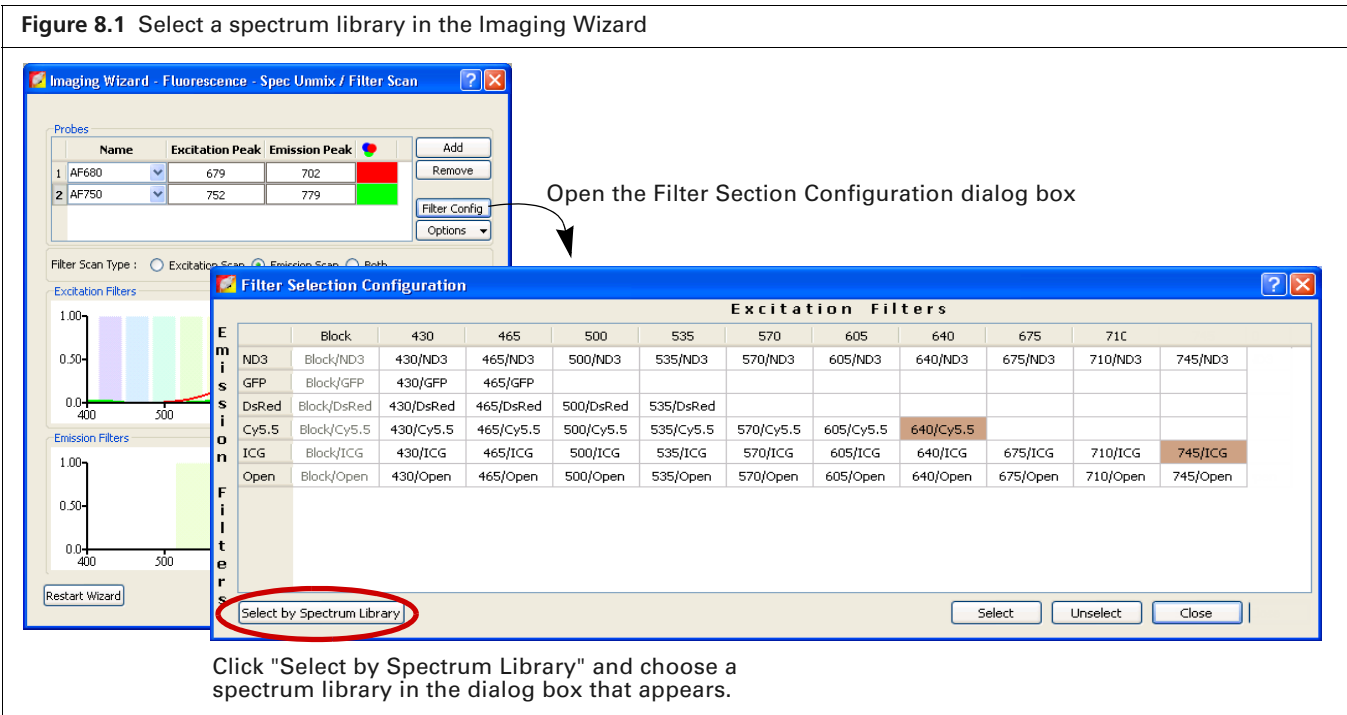 Figure 8.1 Select a spectrum library in the Imaging Wizard
Imaging Wizard - Fluorescence - Spec Unmix / Filter Scan
Probes
Name Excitation Peak Emission Peak
1 AF680 679 702
2 AF750 752 779
Add
Remove
Filter Config
Options
Open the Filter Section Configuration dialog box
Filter Scan Type : Excitation Scan Emission Scan Both
Excitation Filters
1.00
0.50
0.0
400 500
Emission Filters
1.00
0.50
0.0
400 500
Restart Wizard
Filter Selection Configuration
Excitation Filters
Emission Filters
Block 430 465 500 535 570 605 640 675 710
ND3 Block/ND3 430/ND3 465/ND3 500/ND3 535/ND3 570/ND3 605/ND3 640/ND3 675/ND3 710/ND3 745/ND3
GFP Block/GFP 430/GFP 465/GFP
DsRed Block/DsRed 430/DsRed 465/DsRed 500/DsRed 535/DsRed
Cy5.5 Block/Cy5.5 430/Cy5.5 465/Cy5.5 500/Cy5.5 535/Cy5.5 570/Cy5.5 605/Cy5.5 640/Cy5.5
ICG Block/ICG 430/ICG 465/ICG 500/ICG 535/ICG 570/ICG 605/ICG 640/ICG 675/ICG 710/ICG 745/ICG
Open Block/Open 430/Open 465/Open 500/Open 535/Open 570/Open 605/Open 640/Open 675/Open 710/Open 745/Open
Select by Spectrum Library
Select
Unselect
Close
Click "Select by Spectrum Library" and choose a
spectrum library in the dialog box that appears.